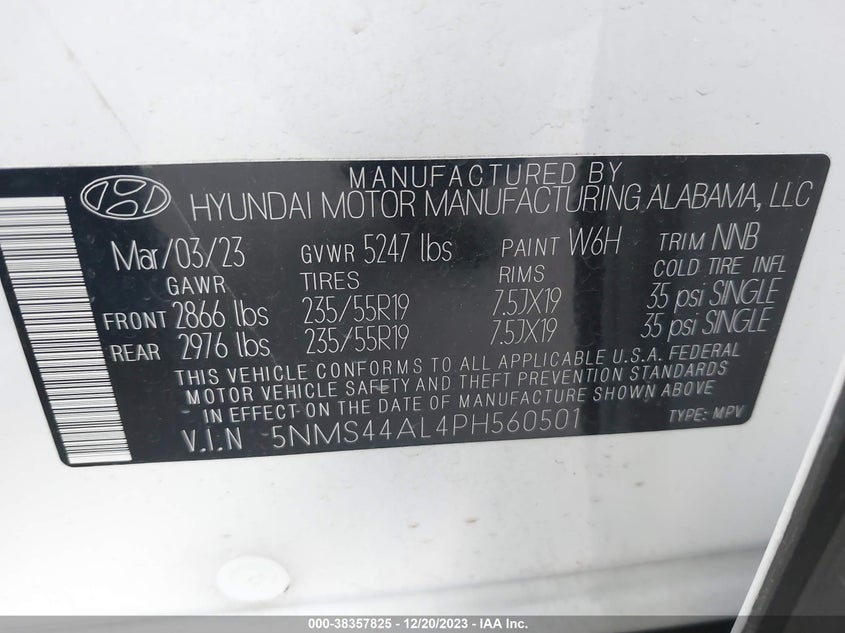 MANUFACTURED BY
HYUNDAI MOTOR MANUFACTURING ALABAMA, LLC
Mar/03/23 GVWR 5247 lbs PAINT W6H TRIM NNB
GAWR TIRES RIMS COLD TIRE INFL
FRONT 2866 lbs 235/55R19 7.5JX19 35 psi SINGLE
REAR 2976 lbs 235/55R19 7.5JX19 35 psi SINGLE
THIS VEHICLE CONFORMS TO ALL APPLICABLE U.S.A. FEDERAL
MOTOR VEHICLE SAFETY AND THEFT PREVENTION STANDARDS
IN EFFECT ON THE DATE OF MANUFACTURE SHOWN ABOVE
V.I.N 5NMS44AL4PH560501 TYPE: MPV
000-38357825 - 12/20/2023 - IAA Inc.